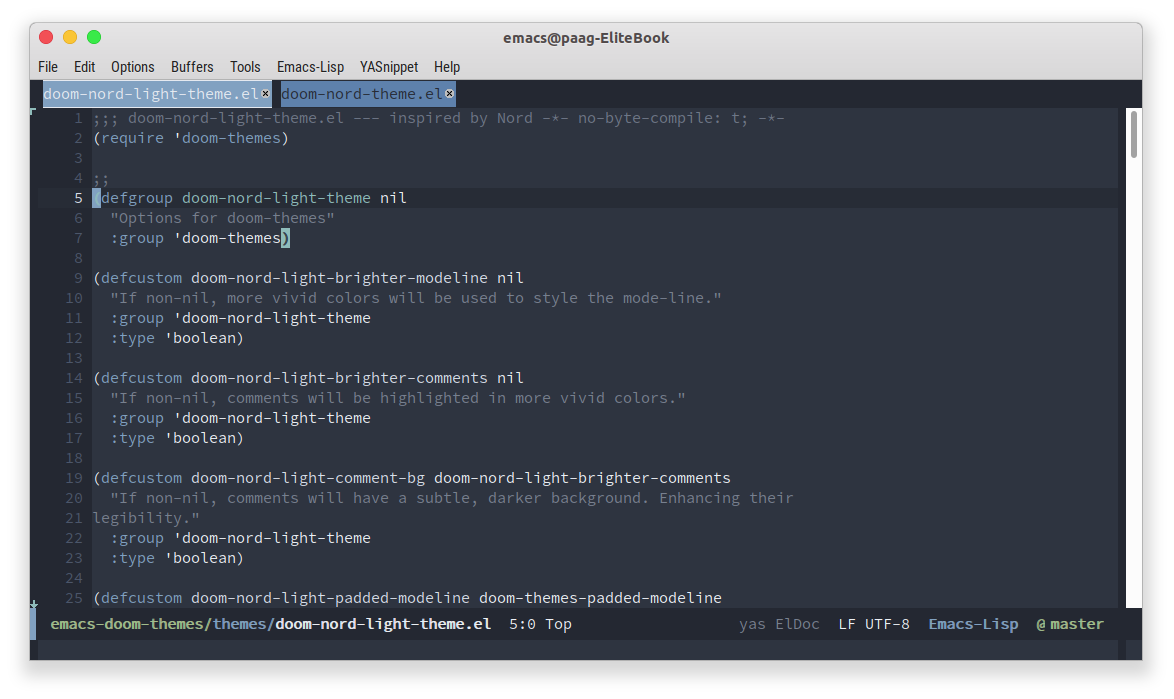 emacs@paag-EliteBook
File Edit Options Buffers Tools Emacs-Lisp YASnippet Help
doom-nord-light-theme.el× doom-nord-theme.el×
1 ;;; doom-nord-light-theme.el --- inspired by Nord -*- no-byte-compile: t; -*-
2 (require 'doom-themes)
3
4 ;;
5 (defgroup doom-nord-light-theme nil
6   "Options for doom-themes"
7   :group 'doom-themes)
8
9 (defcustom doom-nord-light-brighter-modeline nil
10   "If non-nil, more vivid colors will be used to style the mode-line."
11   :group 'doom-nord-light-theme
12   :type 'boolean)
13
14 (defcustom doom-nord-light-brighter-comments nil
15   "If non-nil, comments will be highlighted in more vivid colors."
16   :group 'doom-nord-light-theme
17   :type 'boolean)
18
19 (defcustom doom-nord-light-comment-bg doom-nord-light-brighter-comments
20   "If non-nil, comments will have a subtle, darker background. Enhancing their
21 legibility."
22   :group 'doom-nord-light-theme
23   :type 'boolean)
24
25 (defcustom doom-nord-light-padded-modeline doom-themes-padded-modeline
emacs-doom-themes/themes/doom-nord-light-theme.el 5:0 Top yas ElDoc LF UTF-8 Emacs-Lisp @ master